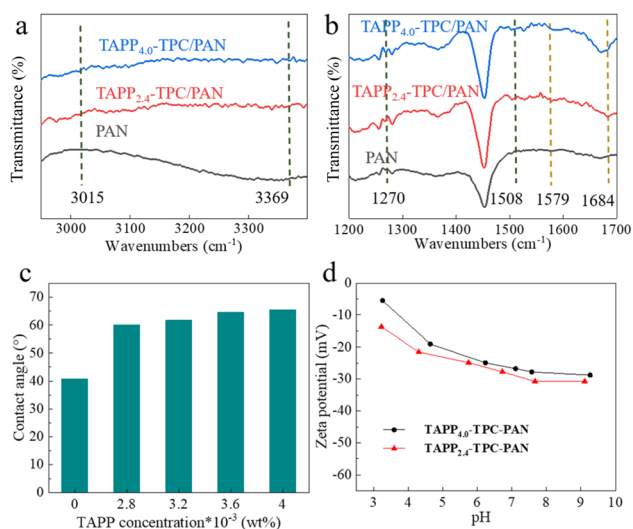 a
TAPP4.0-TPC/PAN
TAPP2.4-TPC/PAN
PAN
3015
3369
3000 3100 3200 3300
Wavenumbers (cm-1)
Transmittance (%)
b
TAPP4.0-TPC/PAN
TAPP2.4-TPC/PAN
PAN
1270
1508
1579
1684
1200 1300 1400 1500 1600 1700
Wavenumbers (cm-1)
Transmittance (%)
c
70
60
50
40
30
20
10
0
0 2.8 3.2 3.6 4
TAPP concentration*10-3 (wt%)
Contact angle (°)
d
0
-10
-20
-30
-40
-50
-60
TAPP4.0-TPC-PAN
TAPP2.4-TPC-PAN
3 4 5 6 7 8 9 10
pH
Zeta potential (mV)